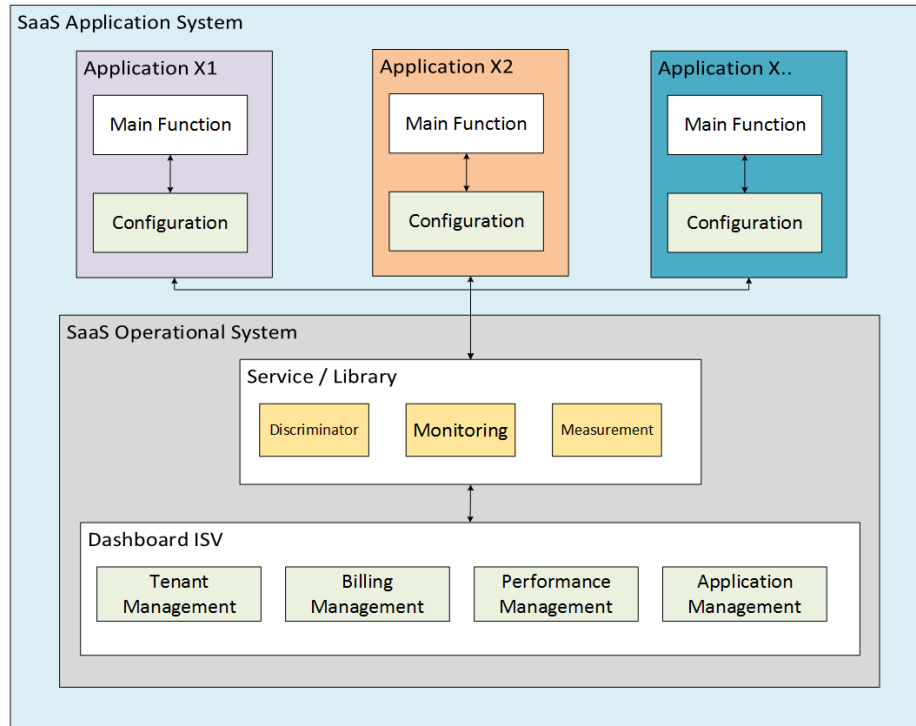 SaaS Application System
Application X1
Main Function
Configuration
Application X2
Main Function
Configuration
Application X..
Main Function
Configuration
SaaS Operational System
Service / Library
Discriminator
Monitoring
Measurement
Dashboard ISV
Tenant
Management
Billing
Management
Performance
Management
Application
Management